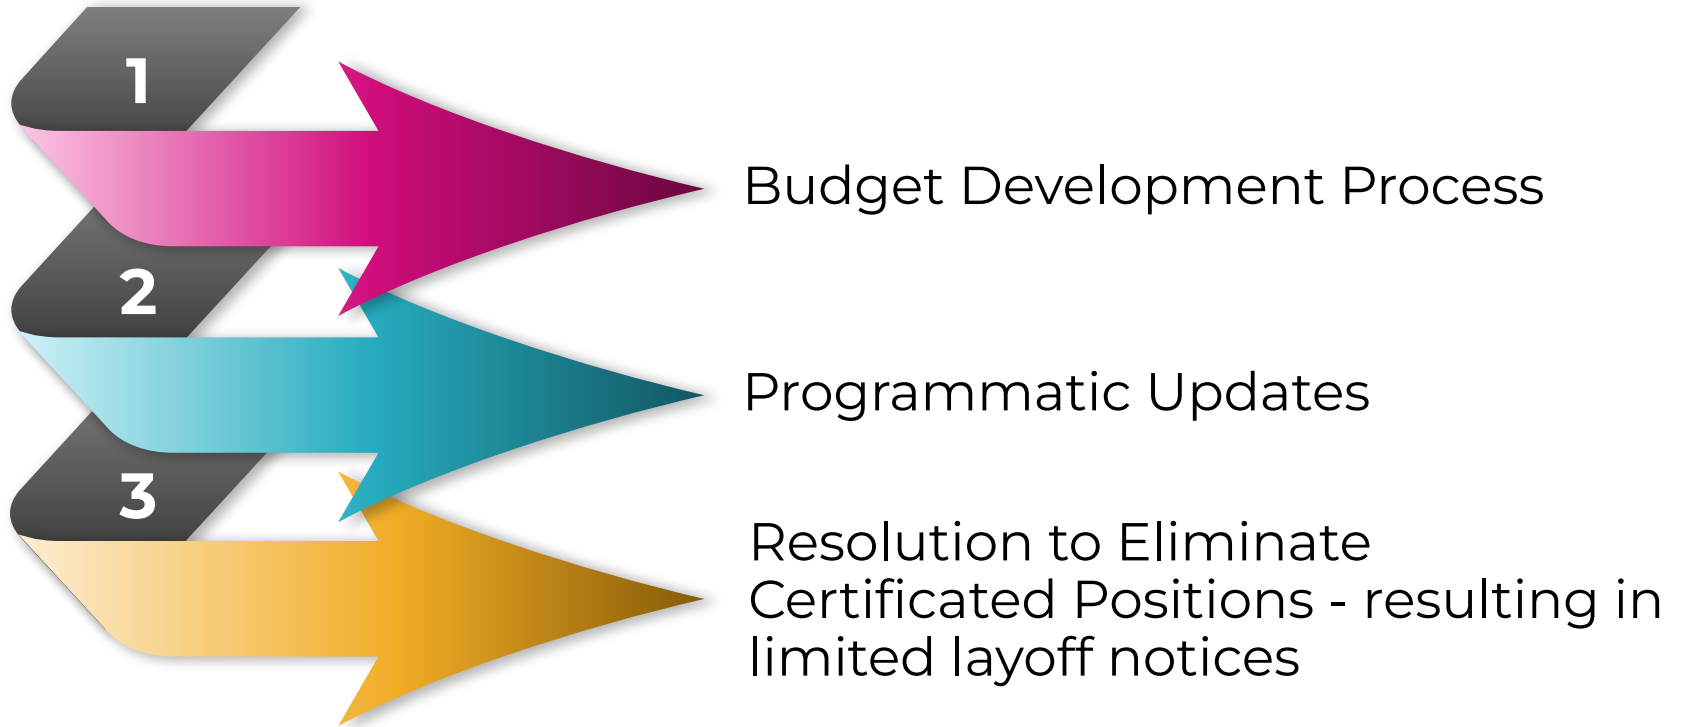 1
Budget Development Process
2
Programmatic Updates
3
Resolution to Eliminate
Certificated Positions - resulting in
limited layoff notices